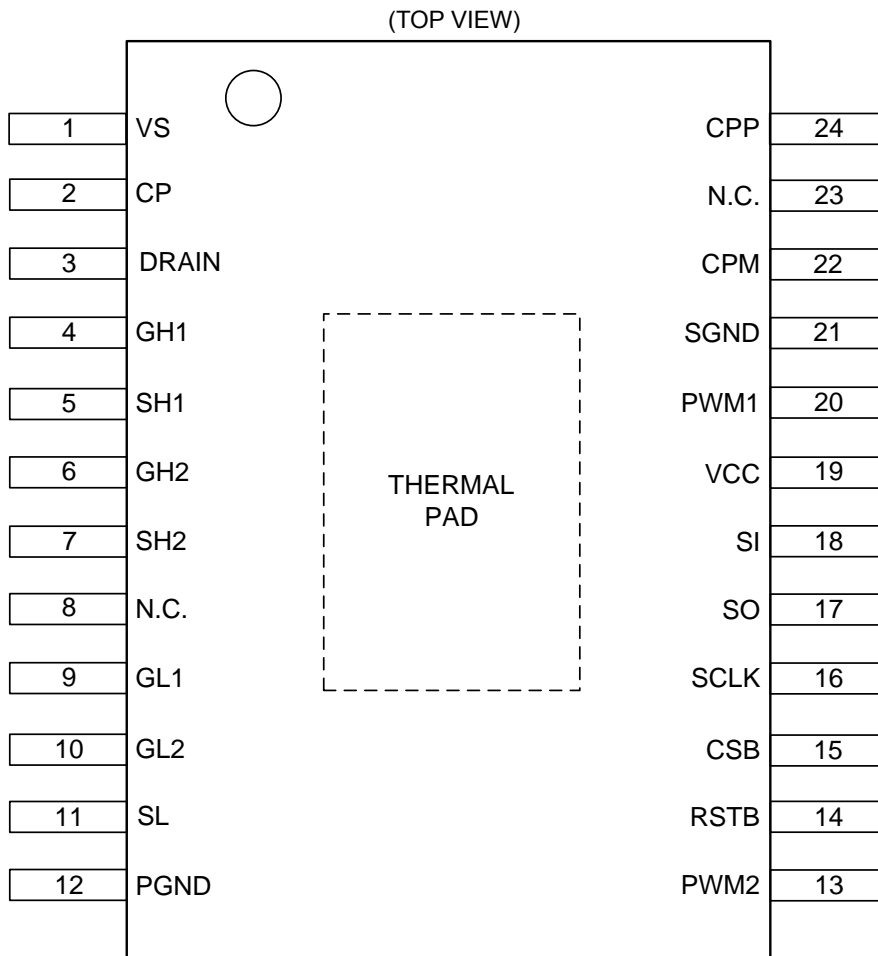 (TOP VIEW)
1 VS CPP 24
2 CP N.C. 23
3 DRAIN CPM 22
4 GH1 SGND 21
5 SH1 PWM1 20
6 GH2 VCC 19
THERMAL
PAD
7 SH2 SI 18
8 N.C. SO 17
9 GL1 SCLK 16
10 GL2 CSB 15
11 SL RSTB 14
12 PGND PWM2 13